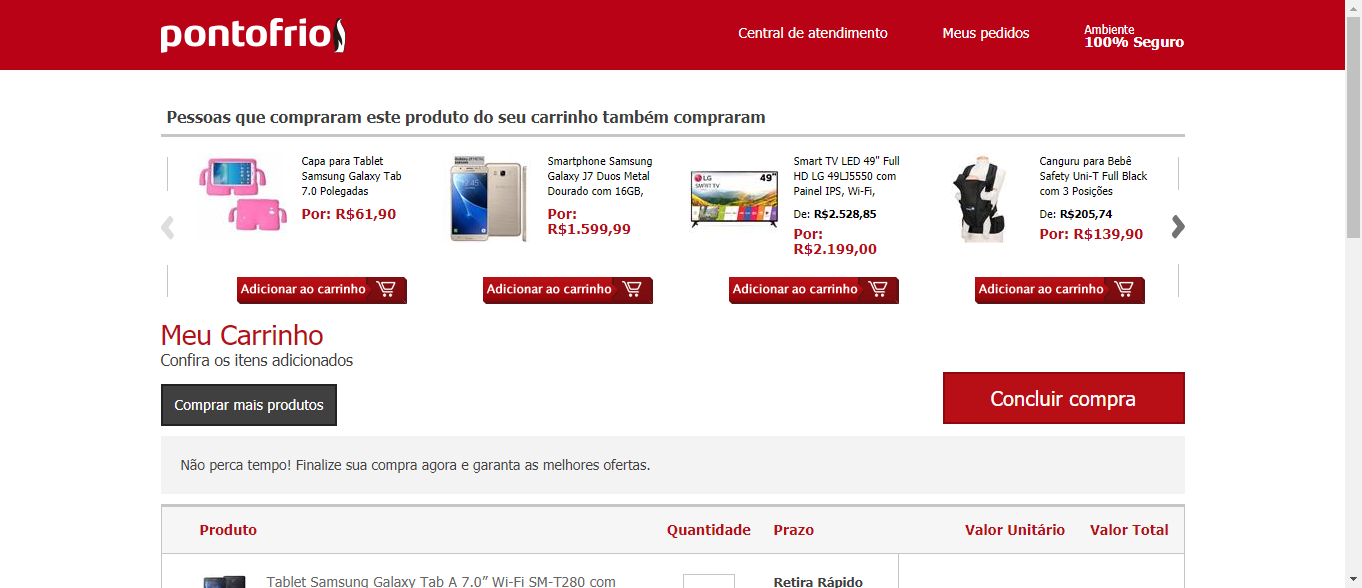 pontofrio
Central de atendimento
Meus pedidos
Ambiente
100% Seguro
Pessoas que compraram este produto do seu carrinho também compraram
Capa para Tablet
Samsung Galaxy Tab
7.0 Polegadas
Por: R$61,90
Adicionar ao carrinho
Smartphone Samsung
Galaxy J7 Duos Metal
Dourado com 16GB,
Por:
R$1.599,99
Adicionar ao carrinho
LG
SMART TV
49"
Smart TV LED 49" Full
HD LG 49LJ5550 com
Painel IPS, Wi-Fi,
De: R$2.528,85
Por:
R$2.199,00
Adicionar ao carrinho
Canguru para Bebê
Safety Uni-T Full Black
com 3 Posições
De: R$205,74
Por: R$139,90
Adicionar ao carrinho
Meu Carrinho
Confira os itens adicionados
Comprar mais produtos
Concluir compra
Não perca tempo! Finalize sua compra agora e garanta as melhores ofertas.
Produto
Quantidade
Prazo
Valor Unitário
Valor Total
Tablet Samsung Galaxy Tab A 7.0” Wi-Fi SM-T280 com
Retira Rápido